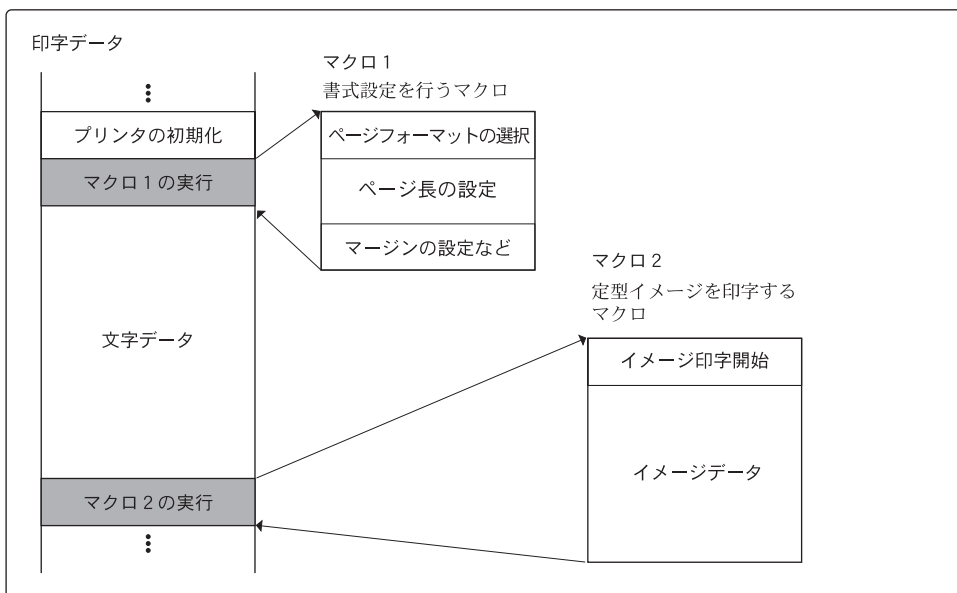 印字データ
プリンタの初期化
マクロ1の実行
文字データ
マクロ2の実行
マクロ1
書式設定を行うマクロ
ページフォーマットの選択
ページ長の設定
マージンの設定など
マクロ2
定型イメージを印字する
マクロ
イメージ印字開始
イメージデータ